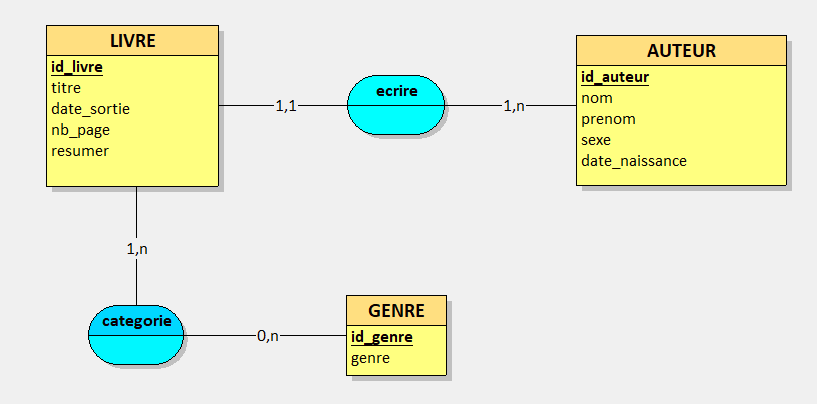 LIVRE
id_livre
titre
date_sortie
nb_page
resumer
1,1
ecrire
1,n
AUTEUR
id_auteur
nom
prenom
sexe
date_naissance
1,n
categorie
0,n
GENRE
id_genre
genre